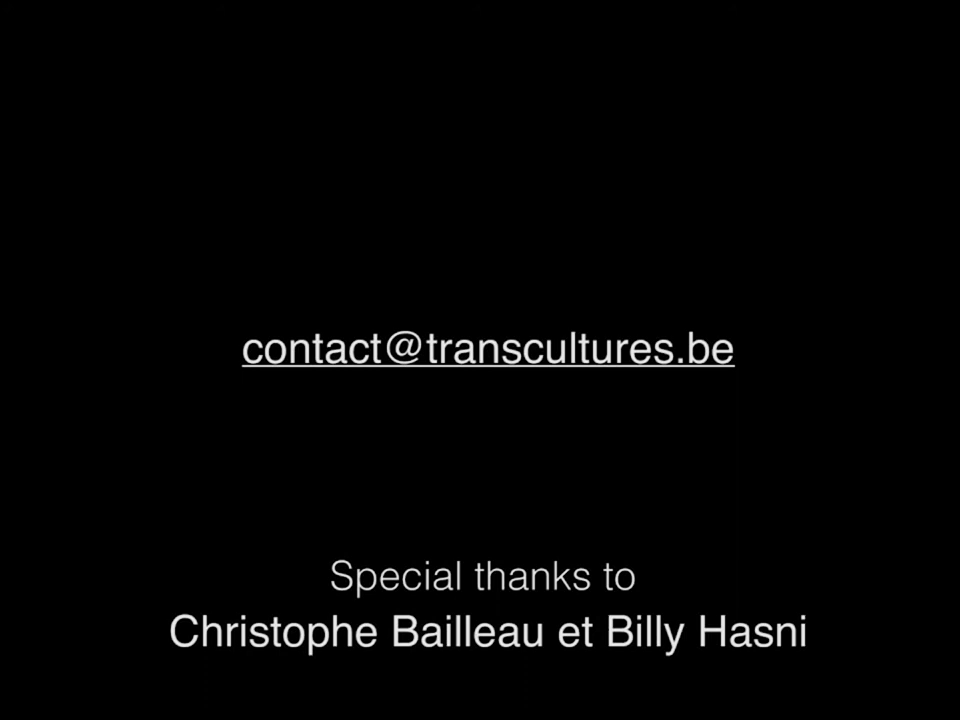 contact@transcultures.be
Special thanks to
Christophe Bailleau et Billy Hasni